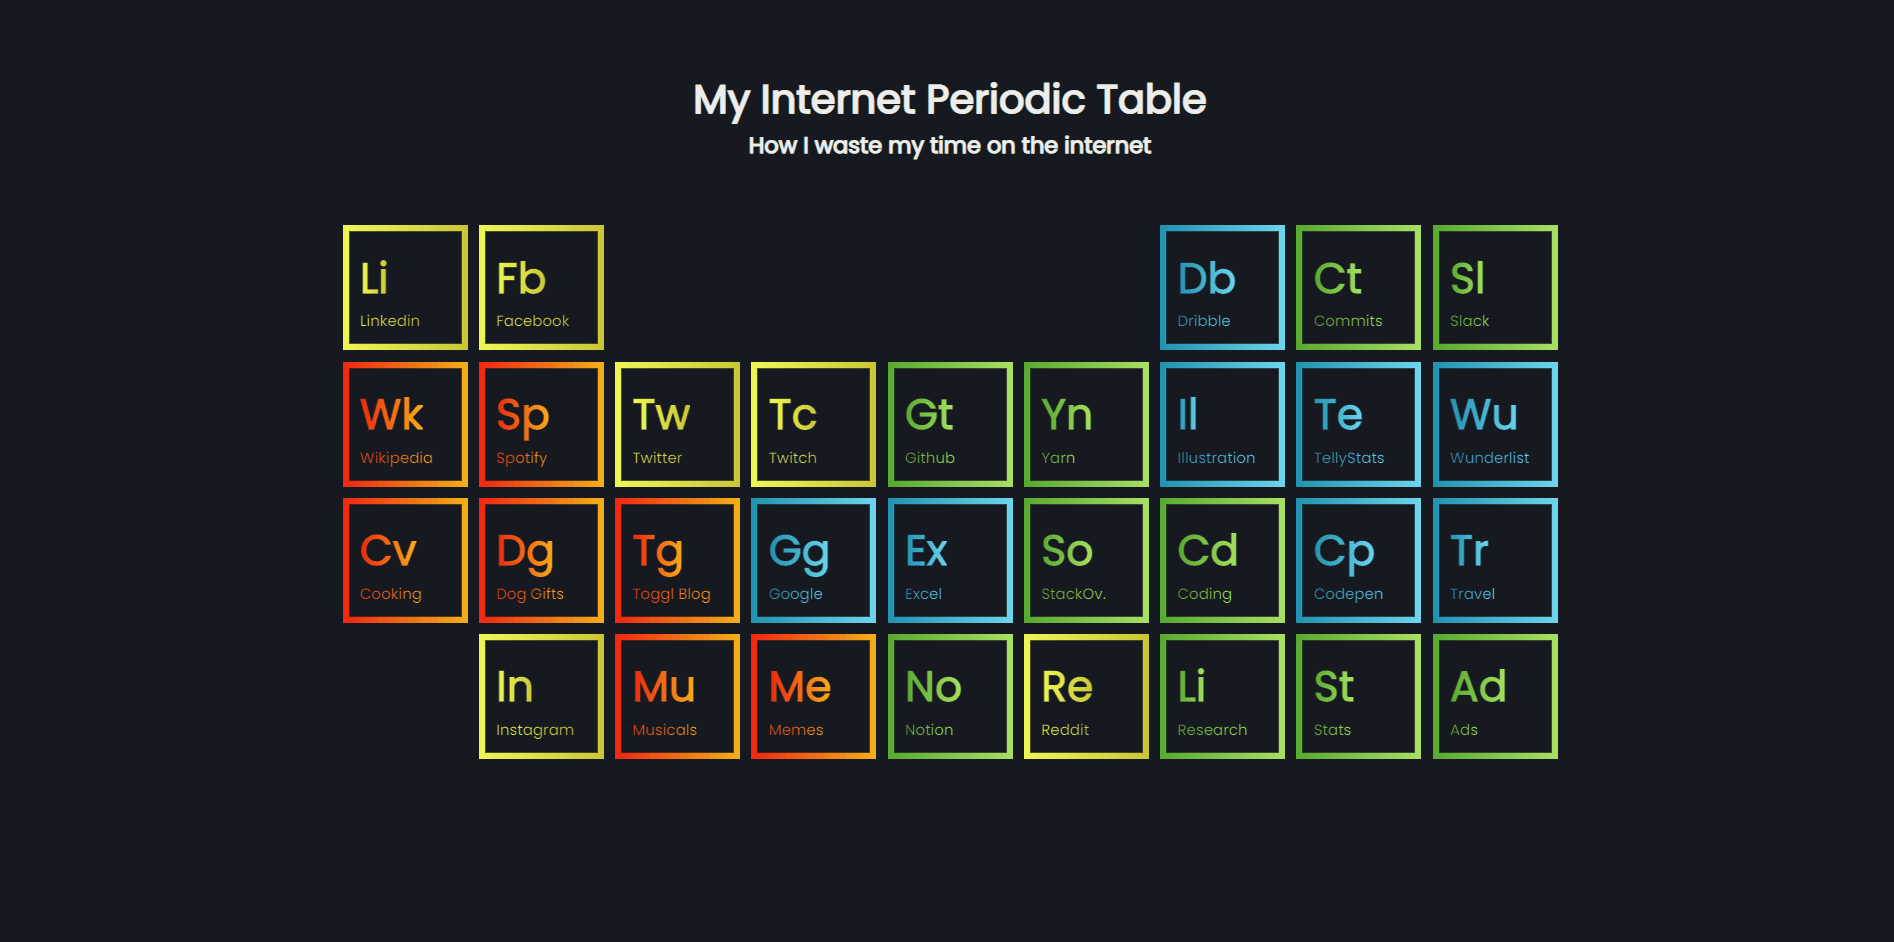 My Internet Periodic Table
How I waste my time on the internet
Li Fb Db Ct Sl
Linkedin Facebook Dribble Commits Slack
Wk Sp Tw Tc Gt Yn Il Te Wu
Wikipedia Spotify Twitter Twitch Github Yarn Illustration TellyStats Wunderlist
Cv Dg Tg Gg Ex So Cd Cp Tr
Cooking Dog Gifts Toggl Blog Google Excel StackOv. Coding Codepen Travel
In Mu Me No Re Li St Ad
Instagram Musicals Memes Notion Reddit Research Stats Ads